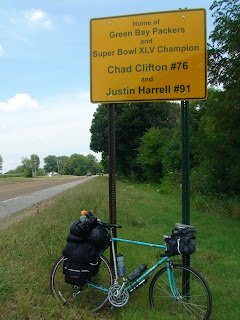 Home of
Green Bay Packers
and
Super Bowl XLV Champion
Chad Clifton #76
and
Justin Harrell #91